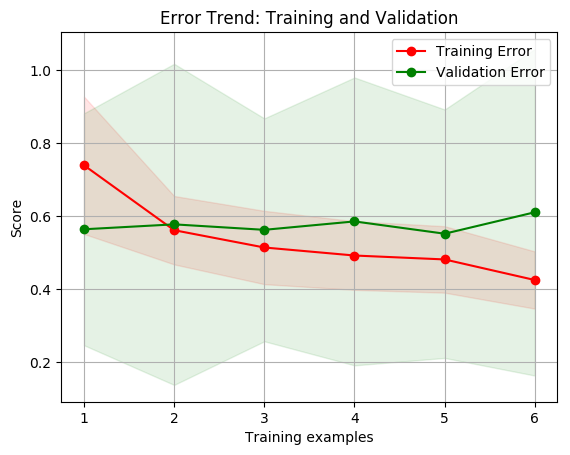 Error Trend: Training and Validation
Training Error
Validation Error
Score
1.0
0.8
0.6
0.4
0.2
1 2 3 4 5 6
Training examples